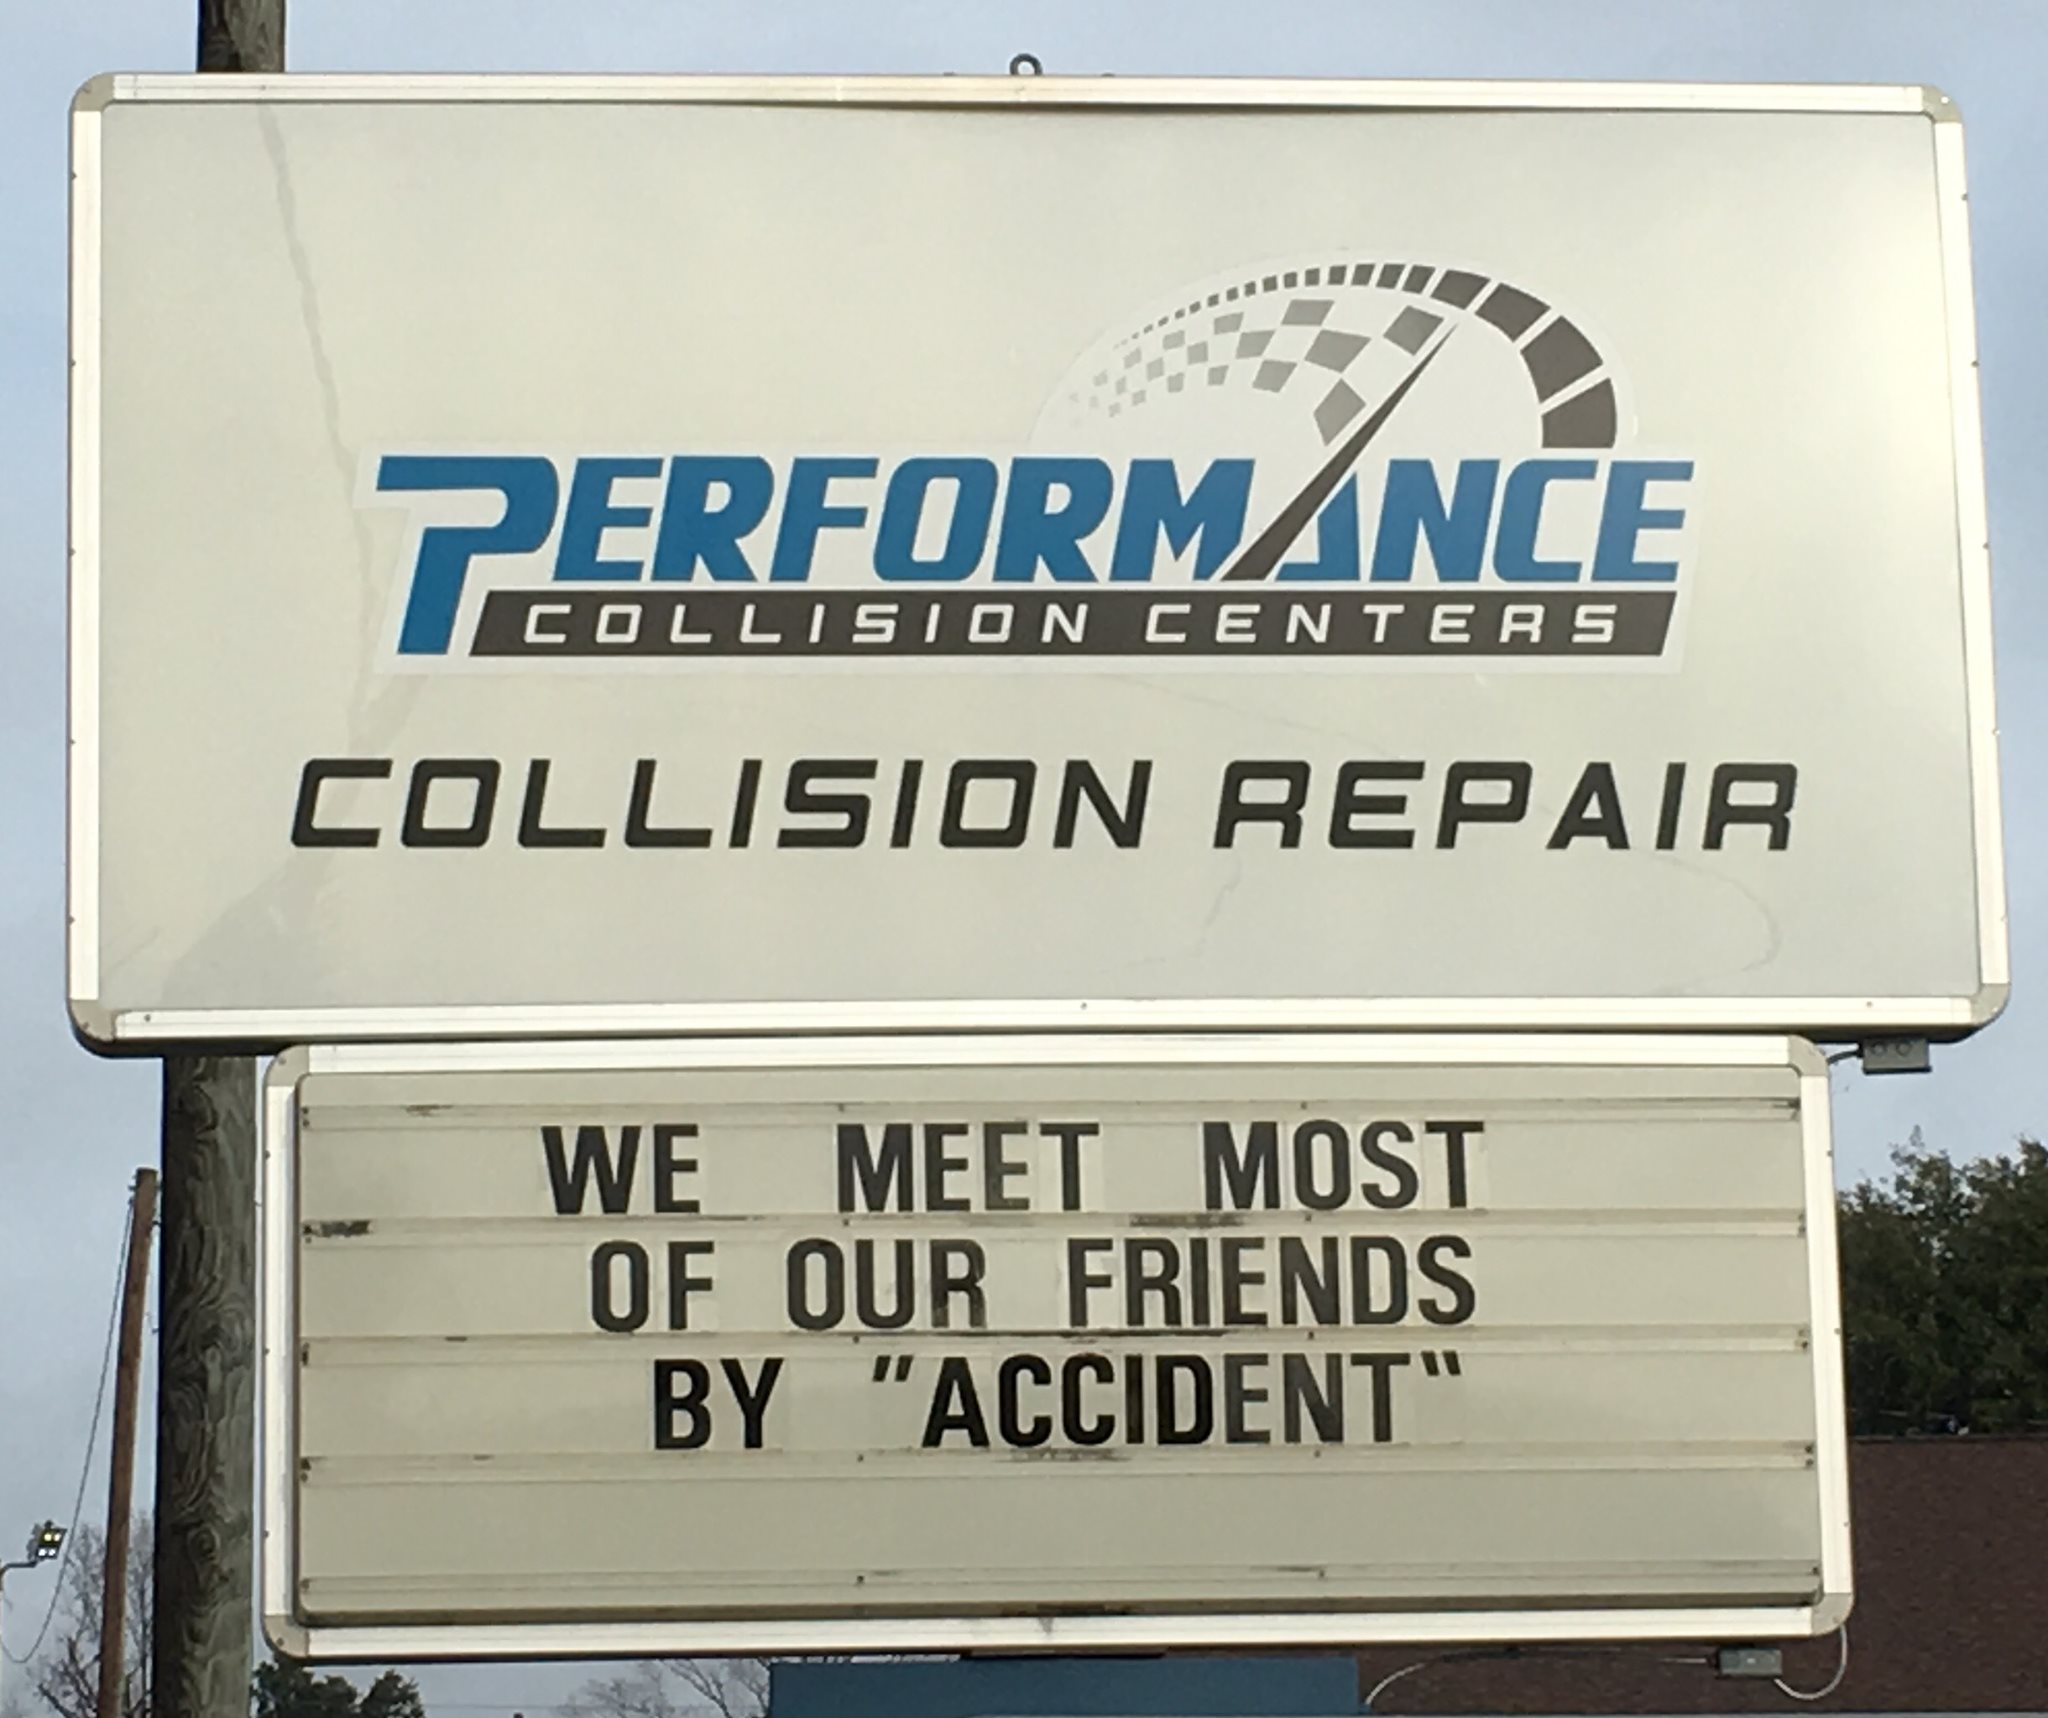 PERFORMANCE
COLLISION CENTERS
COLLISION REPAIR
WE MEET MOST
OF OUR FRIENDS
BY "ACCIDENT"